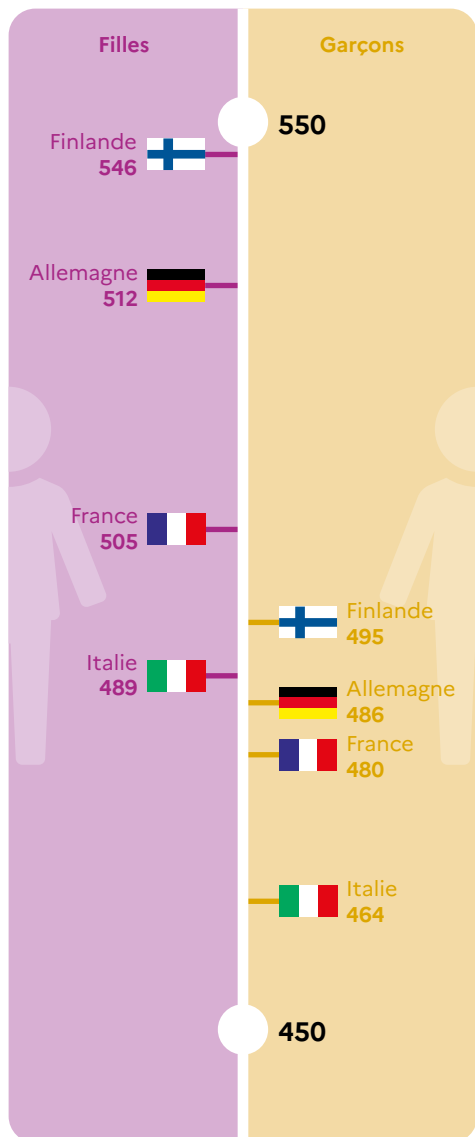 Filles
Garçons
550
Finlande
546
Allemagne
512
France
505
Finlande
495
Italie
489
Allemagne
486
France
480
Italie
464
450